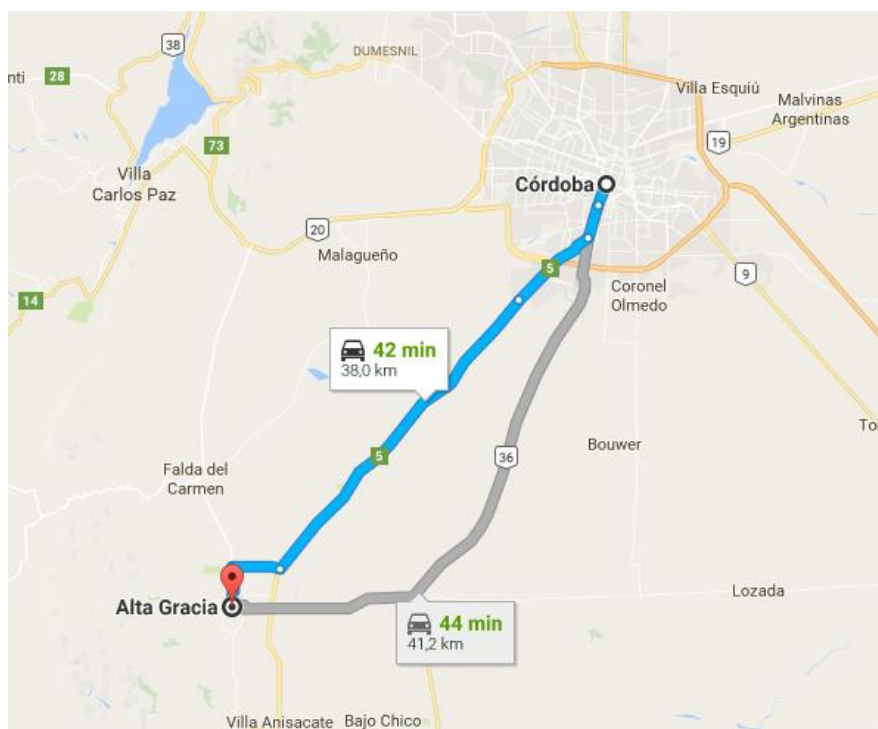 38
DUMESNIL
nti
28
Villa Esquiú
Malvinas
Argentinas
19
73
Villa
Carlos Paz
Córdoba
20
Malagueño
5
9
14
Coronel
Olmedo
42 min
38,0 km
To
Bouwer
5
36
Falda del
Carmen
Lozada
Alta Gracia
44 min
41,2 km
Villa Anisacate
Bajo Chico